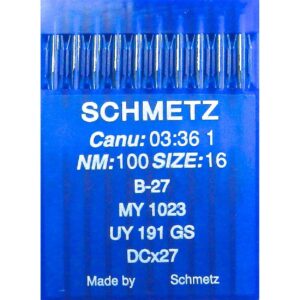 SCHMETZ
Canu: 03:36 1
NM:100 SIZE:16
B-27
MY 1023
UY 191 GS
DCx27
Made by Schmetz